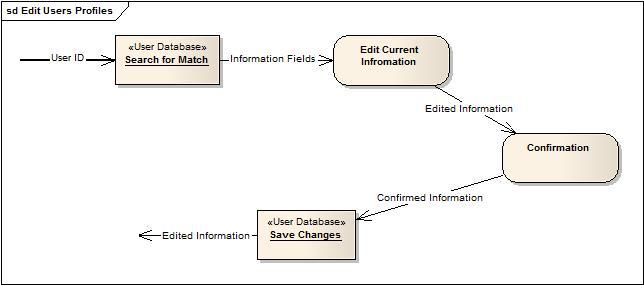 sd Edit Users Profiles
User ID
«User Database»
Search for Match
Information Fields
Edit Current
Infromation
Edited Information
Confirmation
Confirmed Information
«User Database»
Save Changes
Edited Information